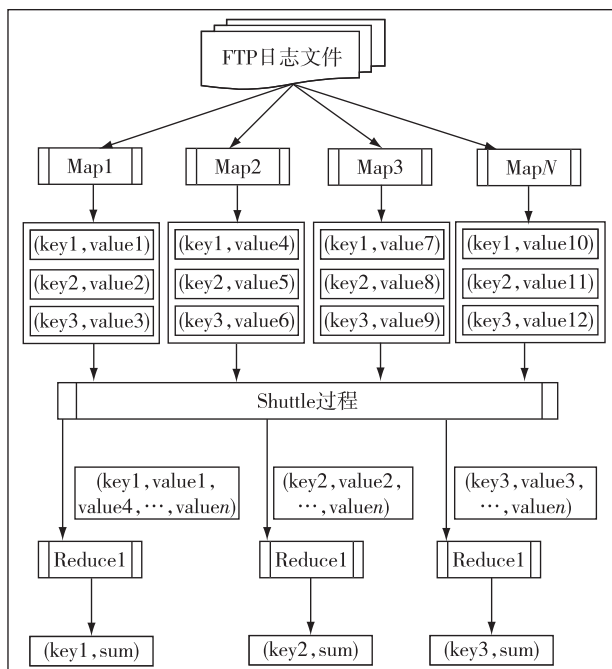 FTP日志文件
Map1 Map2 Map3 MapN
(key1,value1) (key1,value4) (key1,value7) (key1,value10)
(key2,value2) (key2,value5) (key2,value8) (key2,value11)
(key3,value3) (key3,value6) (key3,value9) (key3,value12)
Shuttle过程
(key1,value1,
value4,⋯,valuen)
(key2,value2,
⋯,valuen)
(key3,value3,
⋯,valuen)
Reduce1 Reduce1 Reduce1
(key1,sum) (key2,sum) (key3,sum)